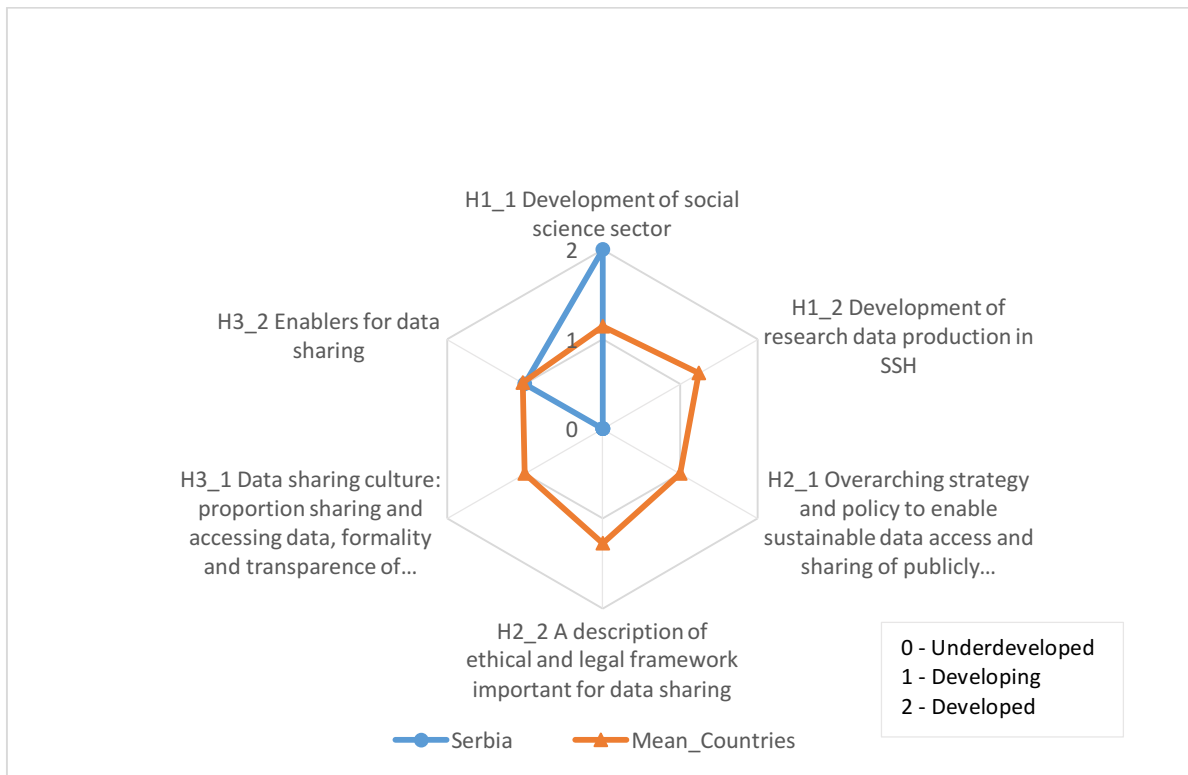 H1_1 Development of social
science sector
2
H3_2 Enablers for data
sharing
H1_2 Development of
research data production in
SSH
1
0
H3_1 Data sharing culture:
proportion sharing and
accessing data, formality
and transparence of...
H2_1 Overarching strategy
and policy to enable
sustainable data access and
sharing of publicly...
H2_2 A description of
ethical and legal framework
important for data sharing
0 - Underdeveloped
1 - Developing
2 - Developed
Serbia
Mean_Countries